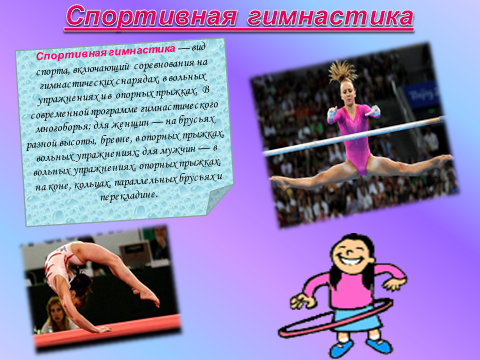 Спортивная гимнастика
Спортивная гимнастика — вид
спорта, включающий соревнования на
гимнастических снарядах, в вольных
упражнениях и в опорных прыжках. В
современной программе гимнастического
многоборья: для женщин — на брусьях
разной высоты, бревне, в опорных прыжках,
вольных упражнениях; для мужчин — в
вольных упражнениях, опорных прыжках,
на коне, кольцах, параллельных брусьях и
перекладине.
Beijing